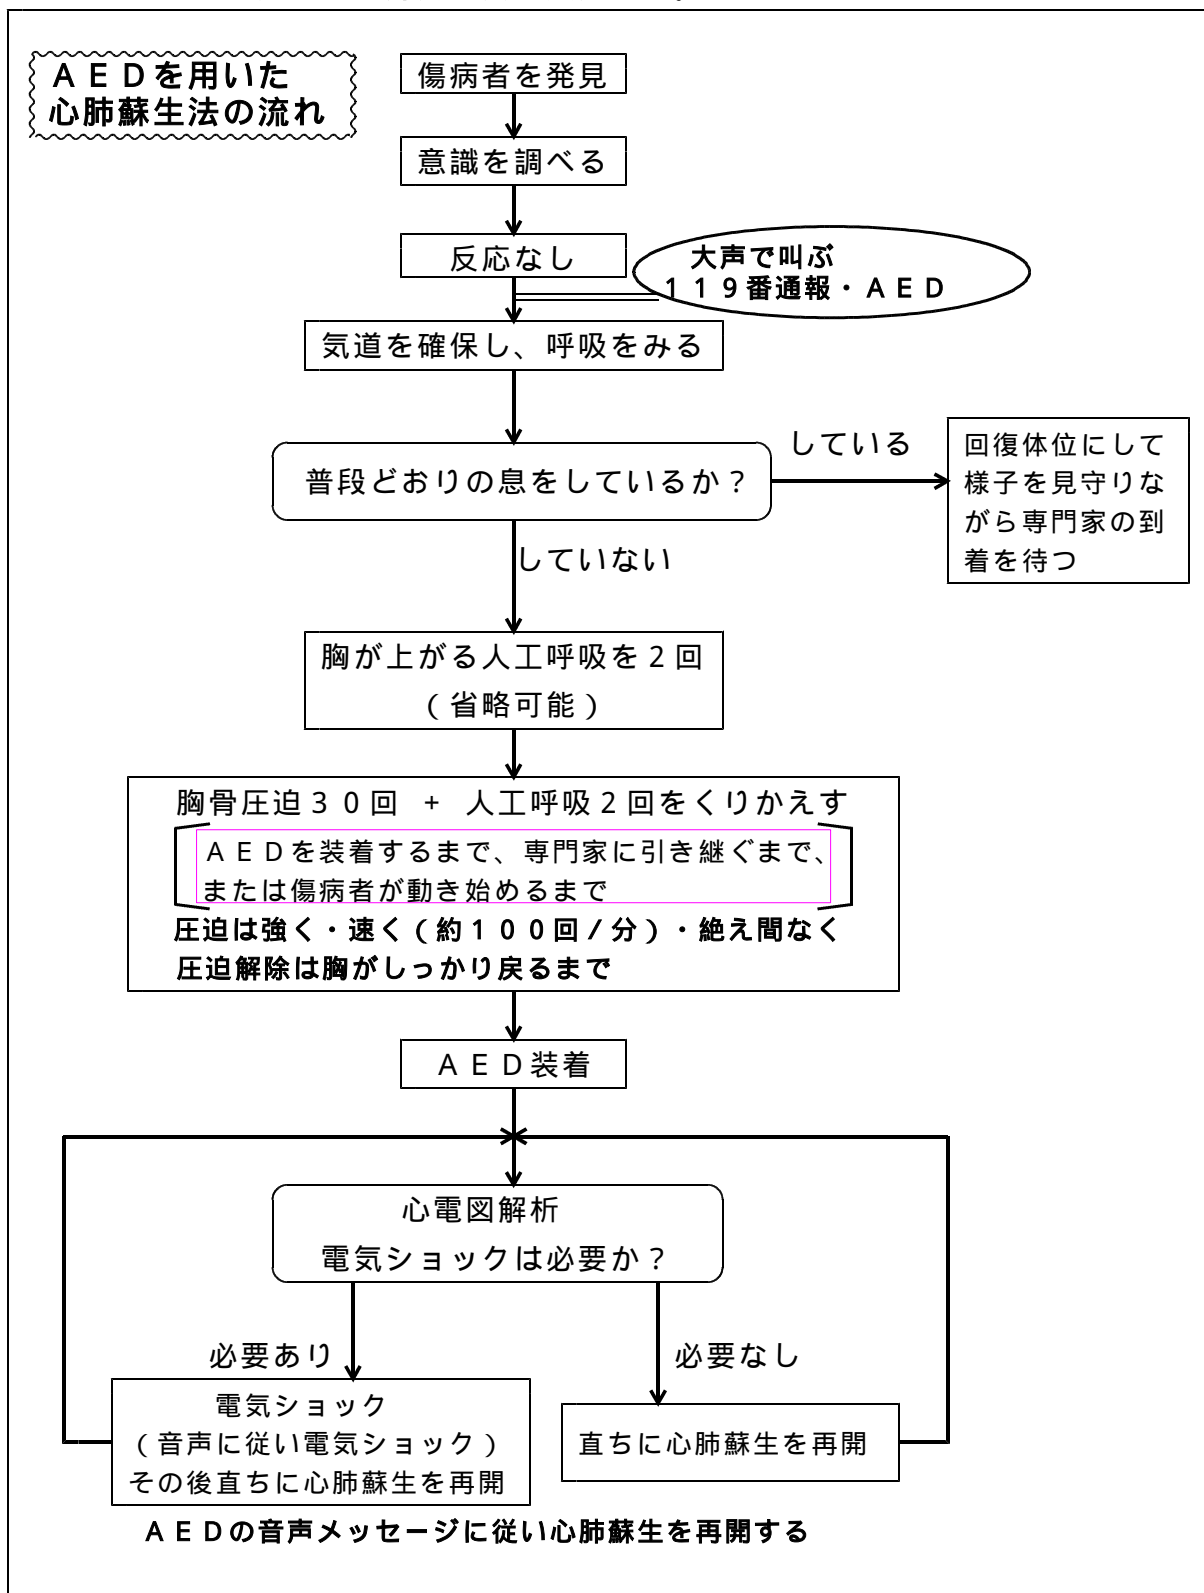 ＡＥＤを用いた
心肺蘇生法の流れ
傷病者を発見
意識を調べる
反応なし
大声で叫ぶ
１１９番通報・ＡＥＤ
気道を確保し、呼吸をみる
普段どおりの息をしているか？
している
回復体位にして
様子を見守りな
がら専門家の到
着を待つ
していない
胸が上がる人工呼吸を２回
（省略可能）
胸骨圧迫３０回　+　人工呼吸２回をくりかえす
ＡＥＤを装着するまで、専門家に引き継ぐまで、
または傷病者が動き始めるまで
圧迫は強く・速く（約１００回／分）・絶え間なく
圧迫解除は胸がしっかり戻るまで
ＡＥＤ装着
心電図解析
電気ショックは必要か？
必要あり
必要なし
電気ショック
（音声に従い電気ショック）
その後直ちに心肺蘇生を再開
直ちに心肺蘇生を再開
ＡＥＤの音声メッセージに従い心肺蘇生を再開する